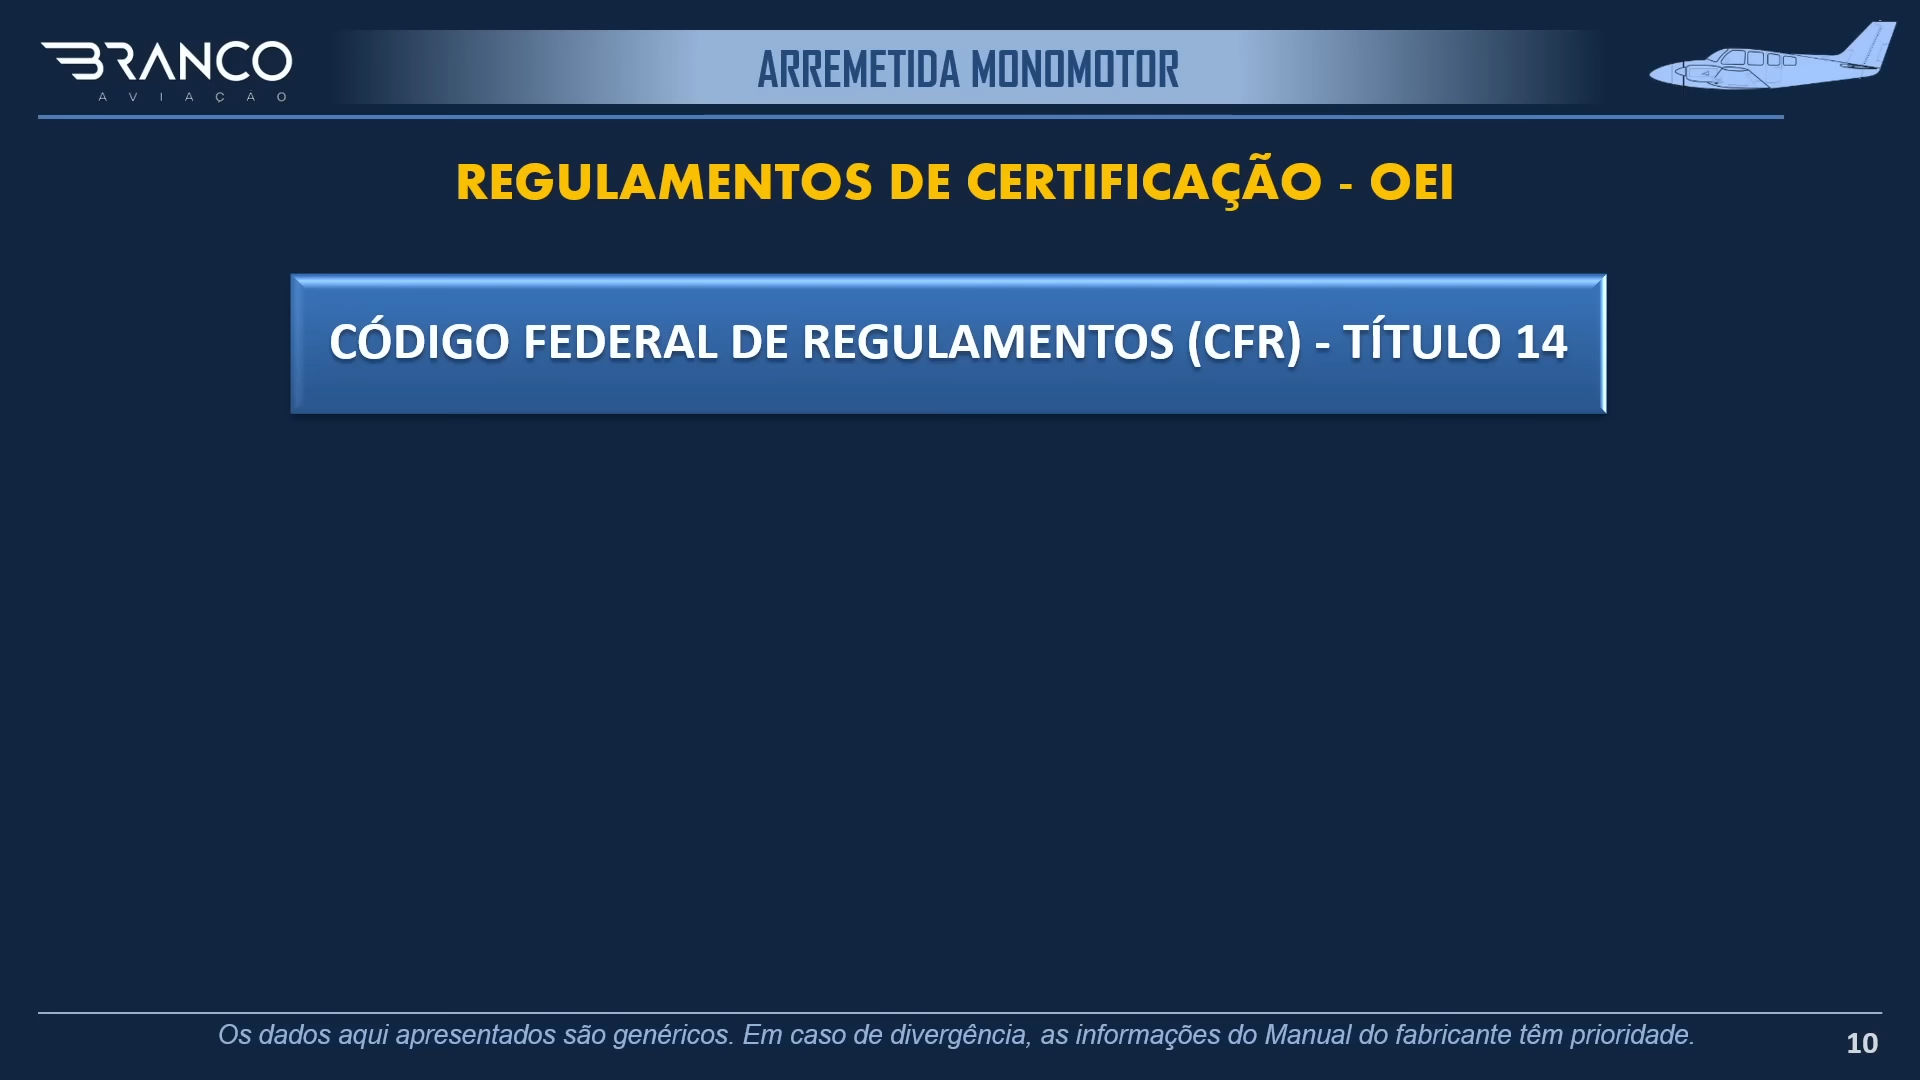 BRANCO
AVIAÇÃO
ARREMETIDA MONOMOTOR
REGULAMENTOS DE CERTIFICAÇÃO - OEI
CÓDIGO FEDERAL DE REGULAMENTOS (CFR) - TÍTULO 14
Os dados aqui apresentados são genéricos. Em caso de divergência, as informações do Manual do fabricante têm prioridade.
10